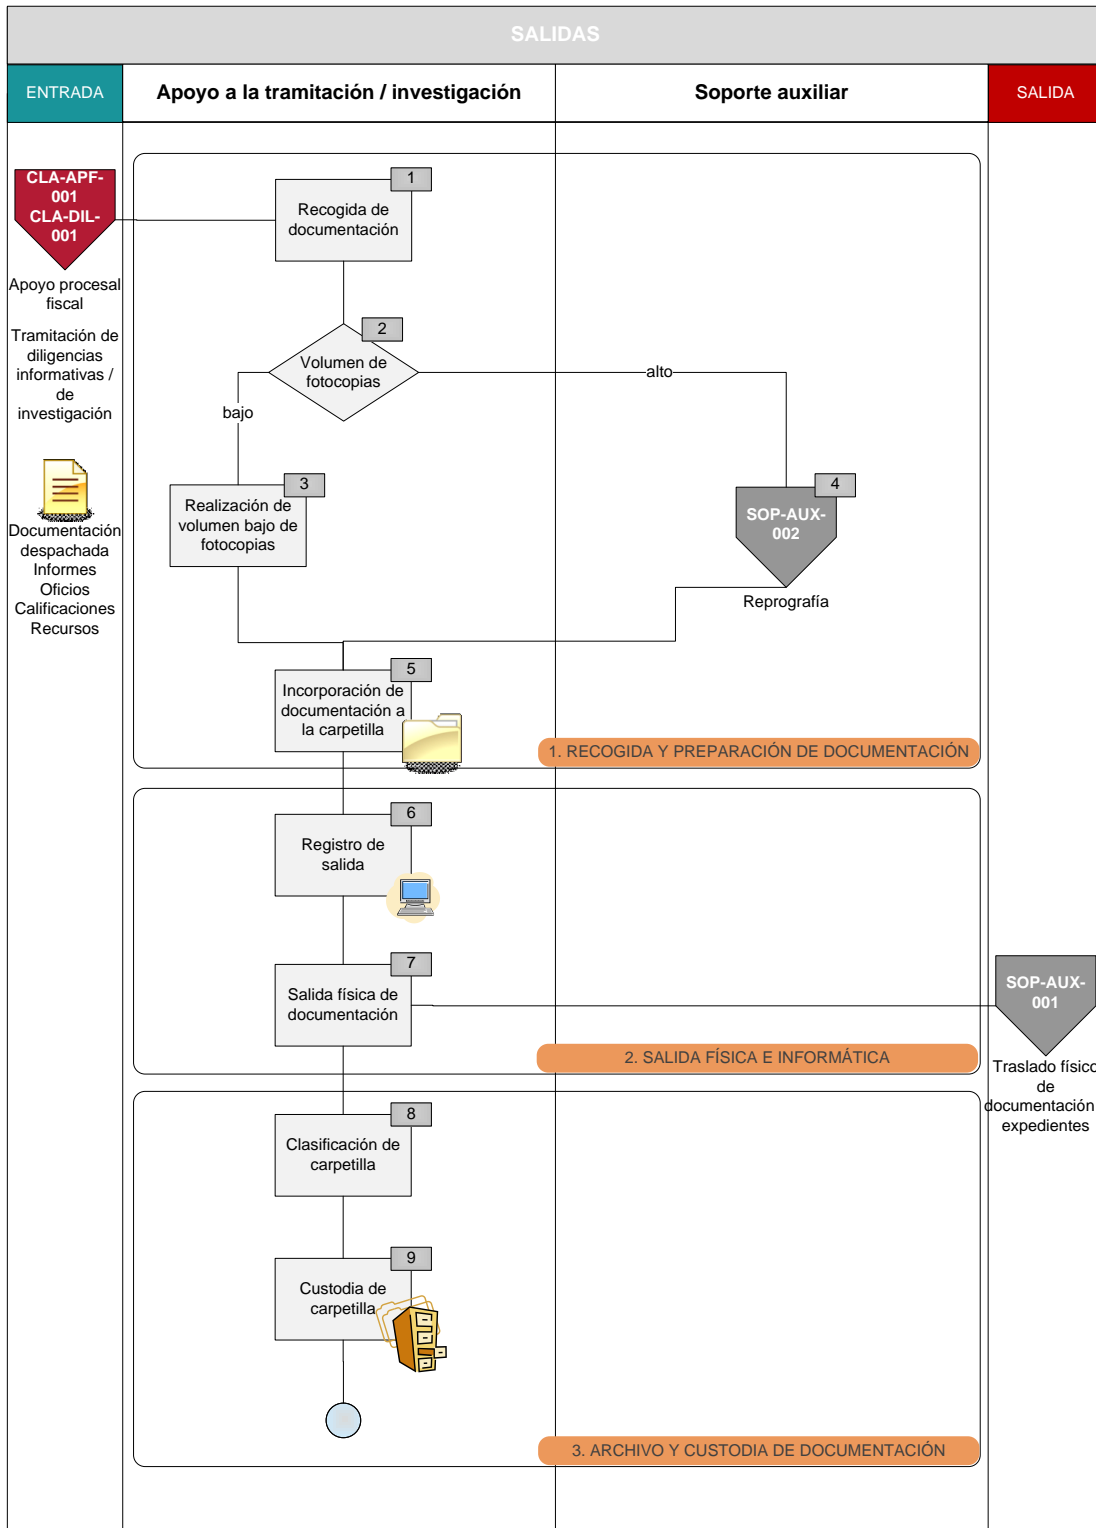 SALIDAS
ENTRADA
Apoyo a la tramitación / investigación
Soporte auxiliar
SALIDA
CLA-APF-
001
CLA-DIL-
001
Apoyo procesal
fiscal
Tramitación de
diligencias
informativas /
de
investigación
Documentación
despachada
Informes
Oficios
Calificaciones
Recursos
1
Recogida de
documentación
2
Volumen de
fotocopias
bajo
alto
3
Realización de
volumen bajo de
fotocopias
4
SOP-AUX-
002
Reprografía
5
Incorporación de
documentación a
la carpetilla
1. RECOGIDA Y PREPARACIÓN DE DOCUMENTACIÓN
6
Registro de
salida
7
Salida física de
documentación
SOP-AUX-
001
Traslado físico
de
documentación
expedientes
2. SALIDA FÍSICA E INFORMÁTICA
8
Clasificación de
carpetilla
9
Custodia de
carpetilla
3. ARCHIVO Y CUSTODIA DE DOCUMENTACIÓN